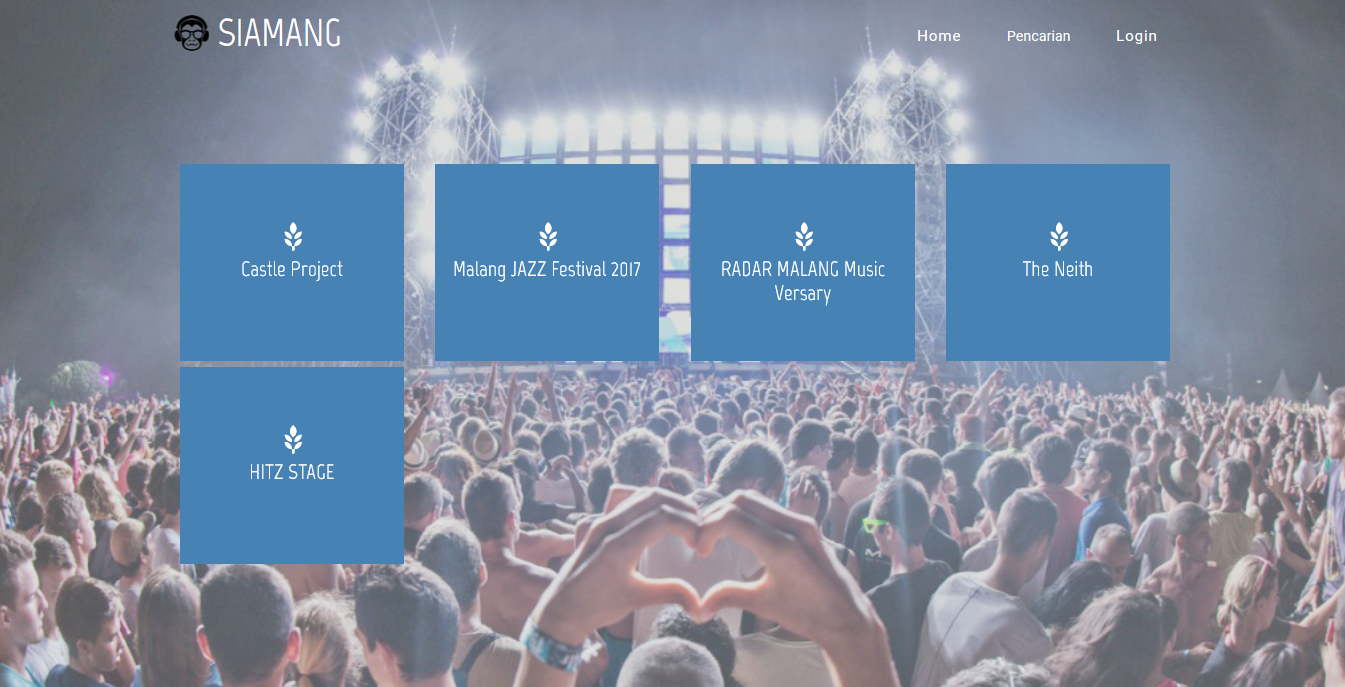 SIAMANG
Home
Pencarian
Login
Castle Project
Malang JAZZ Festival 2017
RADAR MALANG Music
Versary
The Neith
HITZ STAGE